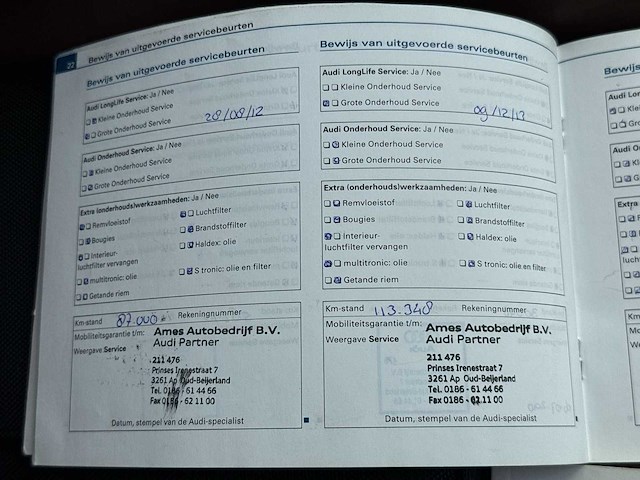 22
Bewijs van uitgevoerde servicebeurten
Bewijs van uitgevoerde servicebeurten
Audi LongLife Service: Ja / Nee
Kleine Onderhoud Service
Grote Onderhoud Service
28/08/12
Audi Onderhoud Service: Ja / Nee
Kleine Onderhoud Service
Grote Onderhoud Service
Extra (onderhouds)werkzaamheden: Ja / Nee
Remvloeistof
Luchtfilter
Bougies
Brandstoffilter
Interieur-
luchtfilter vervangen
Haldex: olie
multitronic: olie
S tronic: olie en filter
Getande riem
Km-stand 87.000 Rekeningnummer
Mobiliteitsgarantie t/m:
Weergave Service
Ames Autobedrijf B.V.
Audi Partner
211 476
Prinses Irenestraat 7
3261 Ap Oud-Beijerland
Tel. 0186 - 61 44 66
Fax 0186 - 62 11 00
Datum, stempel van de Audi-specialist
Bewijs van uitgevoerde servicebeurten
Audi LongLife Service: Ja / Nee
Kleine Onderhoud Service
Grote Onderhoud Service
09/12/13
Audi Onderhoud Service: Ja / Nee
Kleine Onderhoud Service
Grote Onderhoud Service
Extra (onderhouds)werkzaamheden: Ja / Nee
Remvloeistof
Luchtfilter
Bougies
Brandstoffilter
Interieur-
luchtfilter vervangen
Haldex: olie
multitronic: olie
S tronic: olie en filter
Getande riem
Km-stand 113.348 Rekeningnummer
Mobiliteitsgarantie t/m:
Weergave Service
Ames Autobedrijf B.V.
Audi Partner
211 476
Prinses Irenestraat 7
3261 Ap Oud-Beijerland
Tel. 0186 - 61 44 66
Fax 0186 - 62 11 00
Datum, stempel van de Audi-specialist